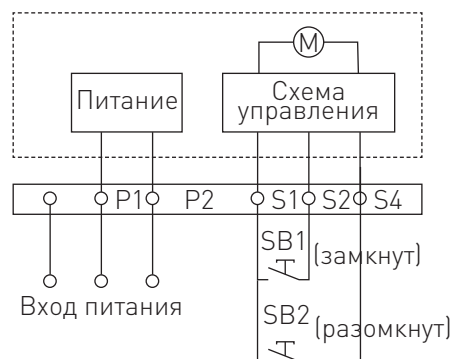 M
Питание
Схема
управления
P1 P2 S1 S2 S4
SB1 (замкнут)
Вход питания
SB2 (разомкнут)